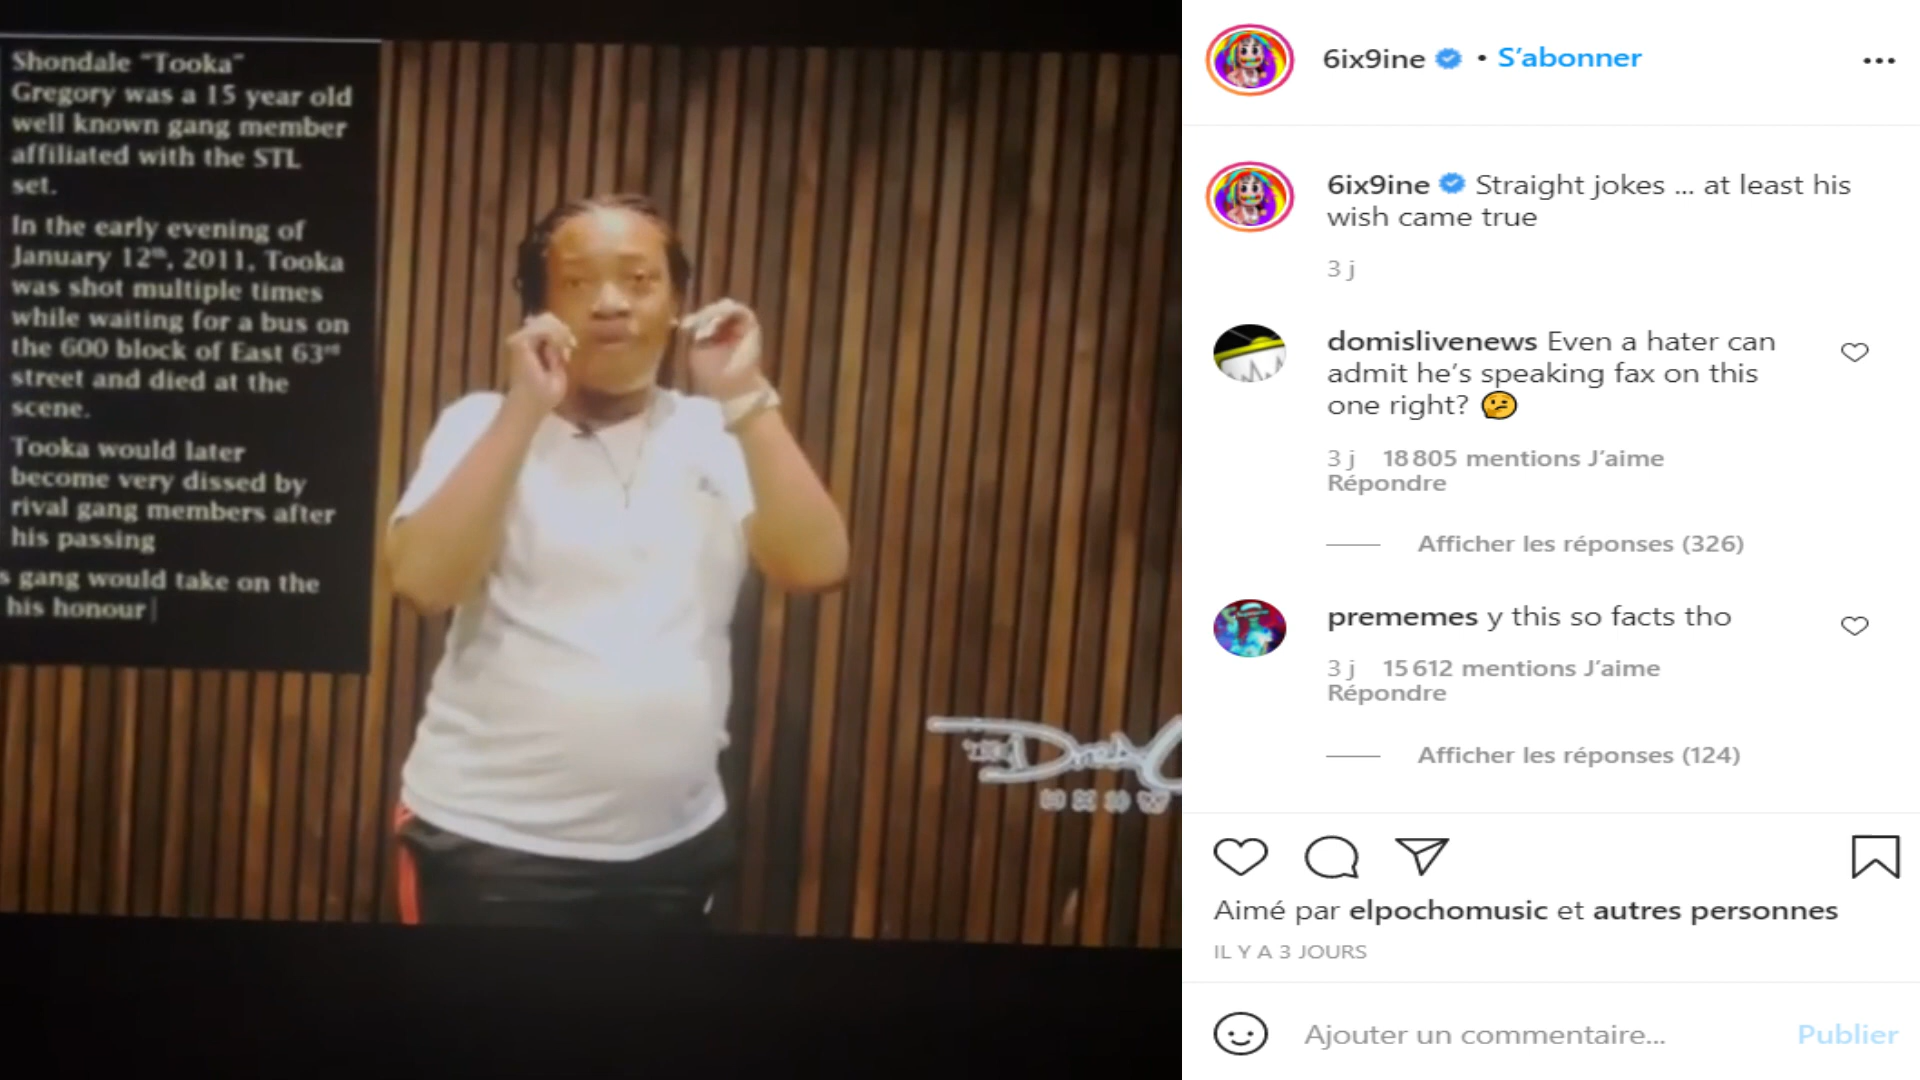 Shondale "Tooka"
Gregory was a 15 year old
well known gang member
affiliated with the STL
set.
In the early evening of
January 12th, 2011, Tooka
was shot multiple times
while waiting for a bus on
the 600 block of East 63rd
street and died at the
scene.
Tooka would later
become very dissed by
rival gang members after
his passing
s gang would take on the
his honour
SHOW
6ix9ine • S’abonner
6ix9ine Straight jokes ... at least his
wish came true
3 j
domislivenews Even a hater can
admit he’s speaking fax on this
one right?
3 j 18 805 mentions J’aime
Répondre
Afficher les réponses (326)
prememes y this so facts tho
3 j 15 612 mentions J’aime
Répondre
Afficher les réponses (124)
Aimé par elpochomusic et autres personnes
IL Y A 3 JOURS
Ajouter un commentaire...
Publier